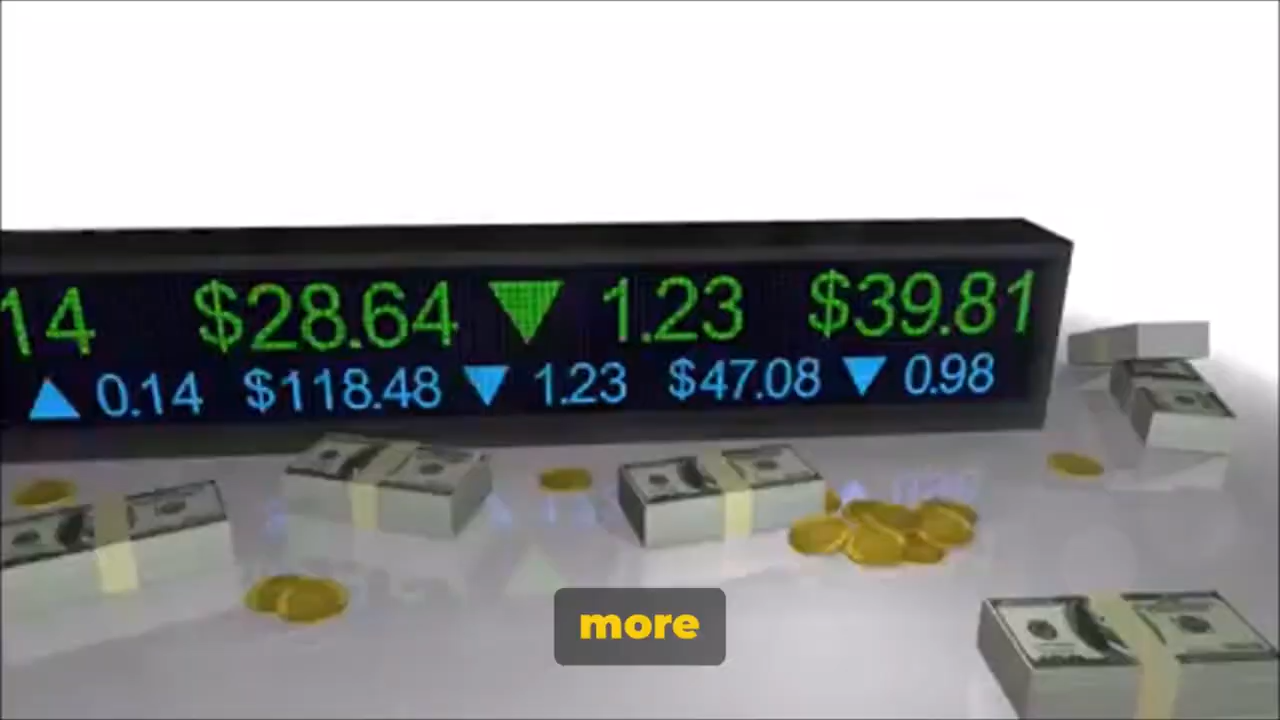 14 $28.64 ▼ 1.23 $39.81
▲ 0.14 $118.48 ▼ 1.23 $47.08 ▼ 0.98
more